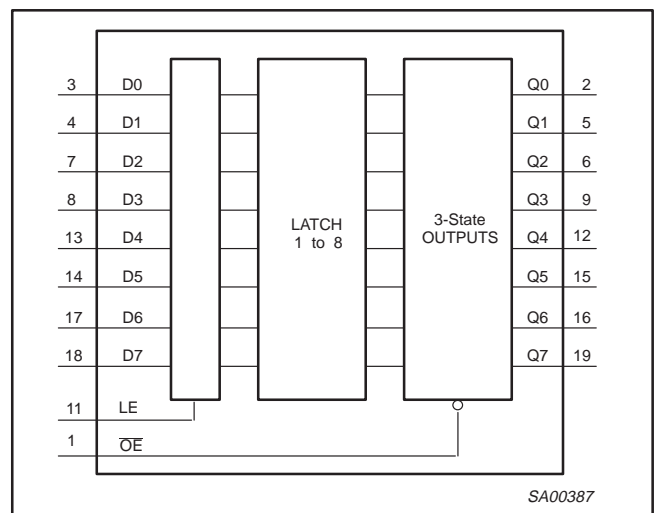 3 D0 Q0 2
4 D1 Q1 5
7 D2 Q2 6
8 D3 Q3 9
LATCH
1 to 8
3-State
OUTPUTS
13 D4 Q4 12
14 D5 Q5 15
17 D6 Q6 16
18 D7 Q7 19
11 LE
1 O̅E̅
SA00387